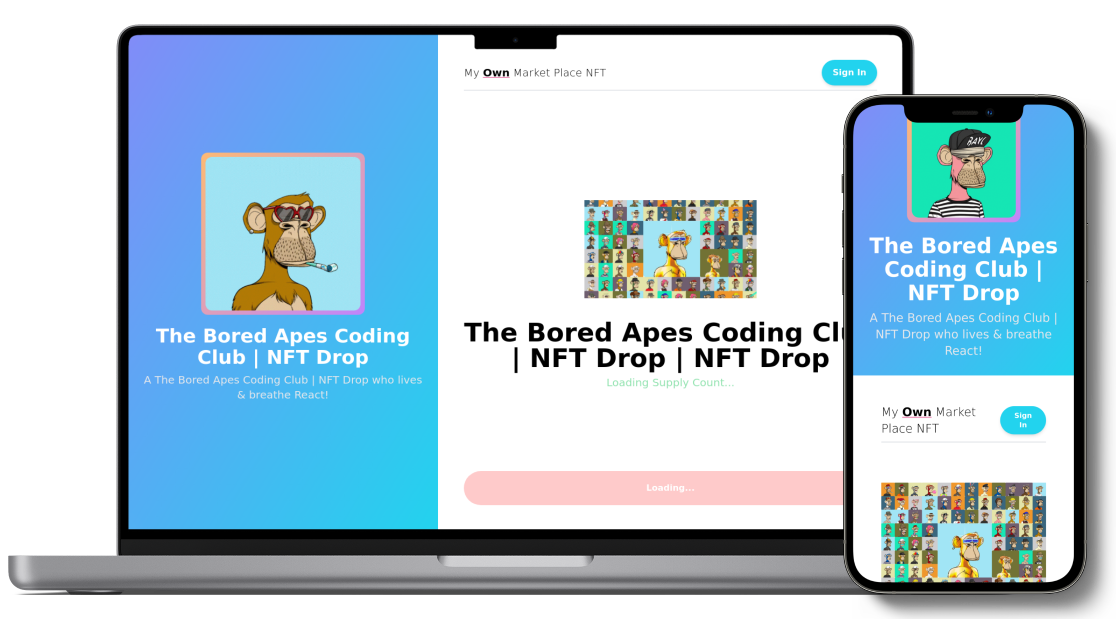 My Own Market Place NFT
Sign In
The Bored Apes Coding
Club | NFT Drop
A The Bored Apes Coding Club | NFT Drop who lives
& breathe React!
The Bored Apes Coding Cl
| NFT Drop | NFT Drop
Loading Supply Count...
Loading...
BAYC
The Bored Apes
Coding Club |
NFT Drop
A The Bored Apes Coding Club |
NFT Drop who lives & breathe
React!
My Own Market
Place NFT
Sign
In